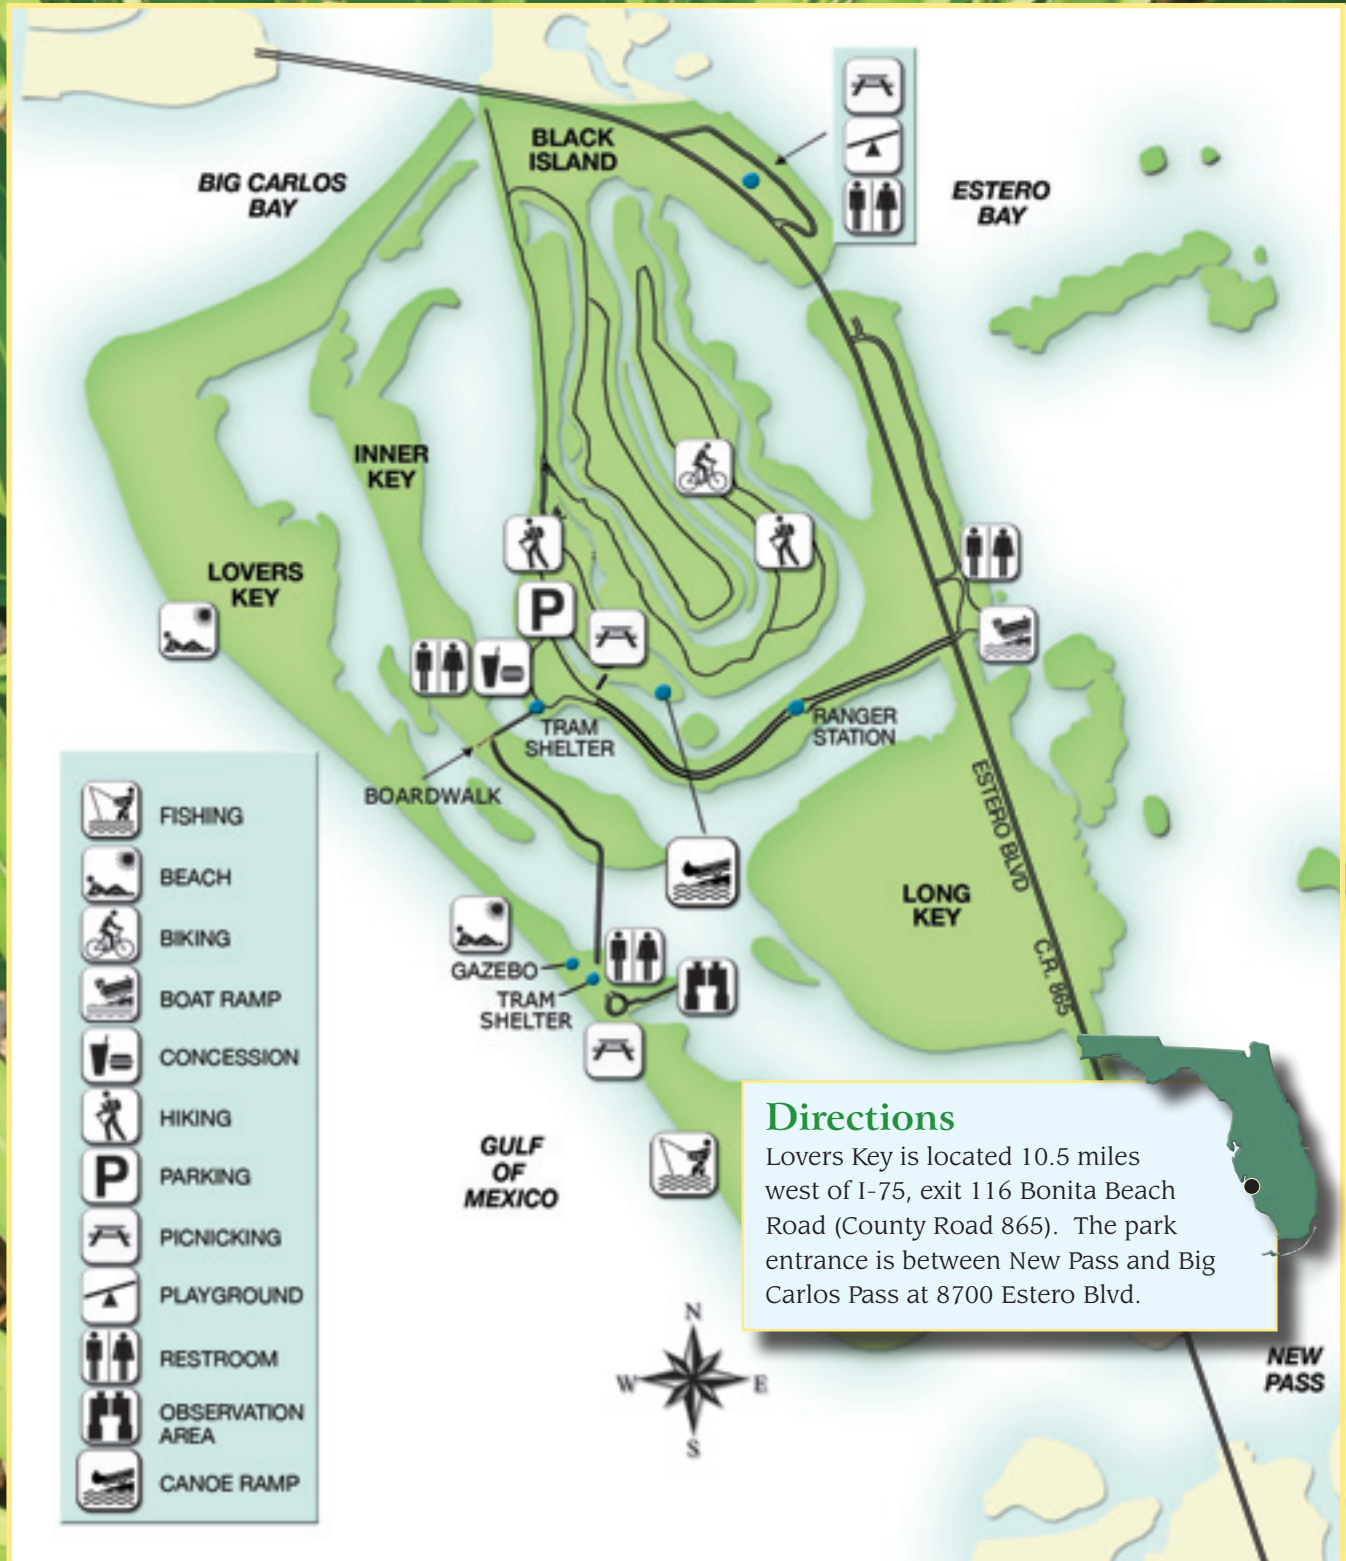 BLACK
ISLAND
BIG CARLOS
BAY
ESTERO
BAY
INNER
KEY
LOVERS
KEY
P
TRAM
SHELTER
RANGER
STATION
BOARDWALK
ESTERO BLVD
C.R. 865
LONG
KEY
GAZEBO
TRAM
SHELTER
GULF
OF
MEXICO
FISHING
BEACH
BIKING
BOAT RAMP
CONCESSION
HIKING
P PARKING
PICNICKING
PLAYGROUND
RESTROOM
OBSERVATION
AREA
CANOE RAMP
Directions
Lovers Key is located 10.5 miles
west of I-75, exit 116 Bonita Beach
Road (County Road 865).  The park
entrance is between New Pass and Big
Carlos Pass at 8700 Estero Blvd.
N
W E
S
NEW
PASS